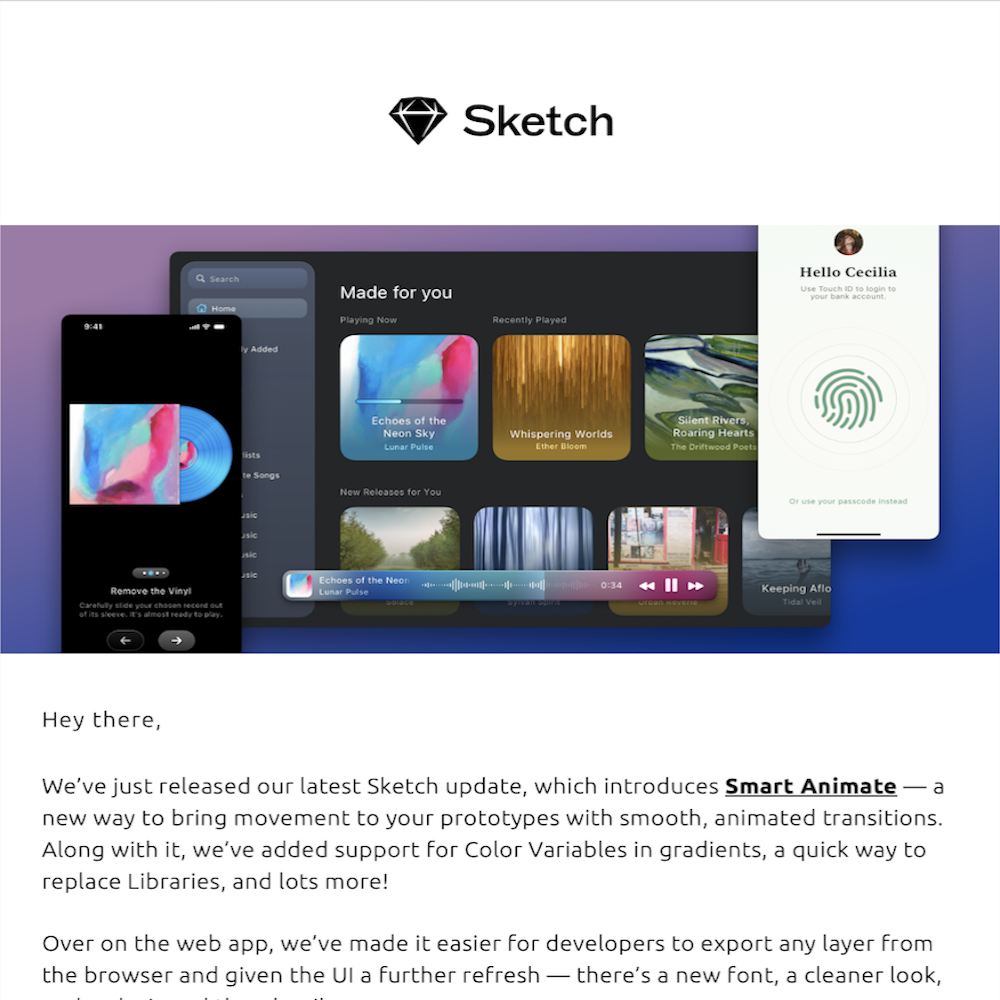 Sketch
Search
Home
9:41
Made for you
Playing Now
Recently Played
Echoes of the
Neon Sky
Lunar Pulse
Whispering Worlds
Ether Bloom
Silent Rivers,
Roaring Hearts
The Driftwood Poets
Hello Cecilia
Use Touch ID to login to
your bank account.
Or use your passcode instead
ly Added
lists
te Songs
usic
usic
usic
usic
New Releases for You
Echoes of the Neon
Lunar Pulse
0:34
Solace
Sylvan Spirit
Urban Reverie
Keeping Aflo
Tidal Veil
Remove the Vinyl
Carefully slide your chosen record out
of its sleeve. It's almost ready to play.
Hey there,
We've just released our latest Sketch update, which introduces Smart Animate — a
new way to bring movement to your prototypes with smooth, animated transitions.
Along with it, we've added support for Color Variables in gradients, a quick way to
replace Libraries, and lots more!
Over on the web app, we've made it easier for developers to export any layer from
the browser and given the UI a further refresh — there's a new font, a cleaner look,